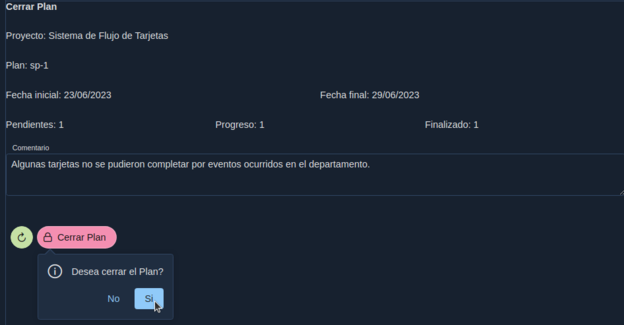 Cerrar Plan
Proyecto: Sistema de Flujo de Tarjetas
Plan: sp-1
Fecha inicial: 23/06/2023 Fecha final: 29/06/2023
Pendientes: 1 Progreso: 1 Finalizado: 1
Comentario
Algunas tarjetas no se pudieron completar por eventos ocurridos en el departamento.
Cerrar Plan
Desea cerrar el Plan?
No Si